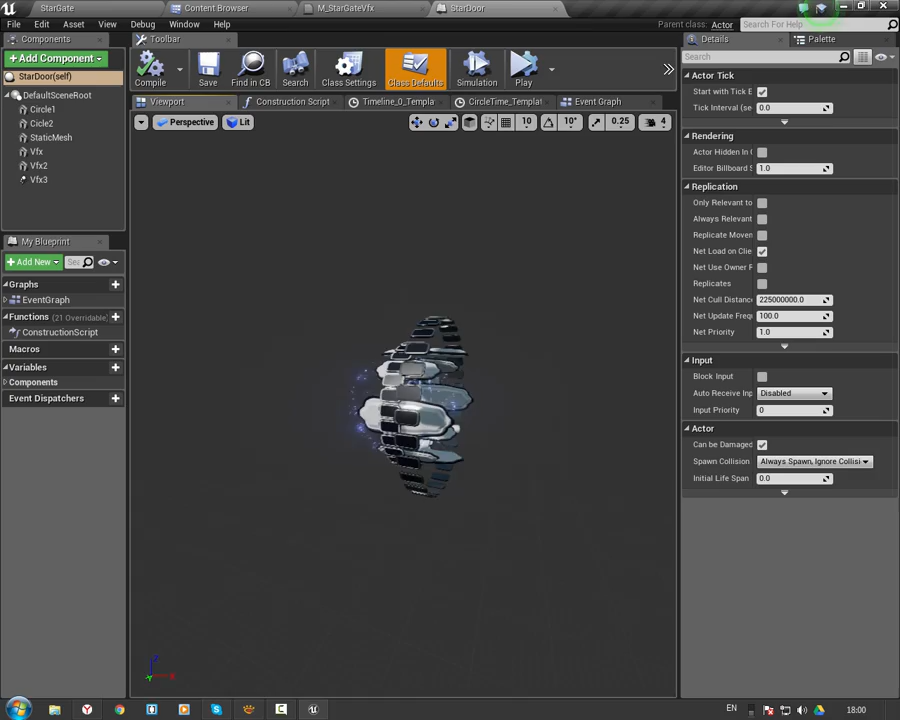 StarGate
Content Browser
M_StarGateVfx
StarDoor
File Edit Asset View Debug Window Help
Parent class: Actor
Search For Help
Components
+Add Component
StarDoor(self)
DefaultSceneRoot
Circle1
Cicle2
StaticMesh
Vfx
Vfx2
Vfx3
My Blueprint
+Add New
Sea
Graphs
EventGraph
Functions (21 Overridable)
ConstructionScript
Macros
Variables
Components
Event Dispatchers
Toolbar
Compile
Save
Find in CB
Search
Class Settings
Class Defaults
Simulation
Play
Viewport
Construction Script
Timeline_0_Templa
CircleTime_Templat
Event Graph
Perspective
Lit
10
10°
0.25
4
Z
Details
Palette
Search
Actor Tick
Start with Tick E
Tick Interval (se 0.0
Rendering
Actor Hidden In
Editor Billboard S 1.0
Replication
Only Relevant to
Always Relevant
Replicate Movem
Net Load on Clie
Net Use Owner R
Replicates
Net Cull Distanc 225000000.0
Net Update Freq 100.0
Net Priority 1.0
Input
Block Input
Auto Receive Inp Disabled
Input Priority 0
Actor
Can be Damaged
Spawn Collision Always Spawn, Ignore Collisi
Initial Life Span 0.0
EN
18:00